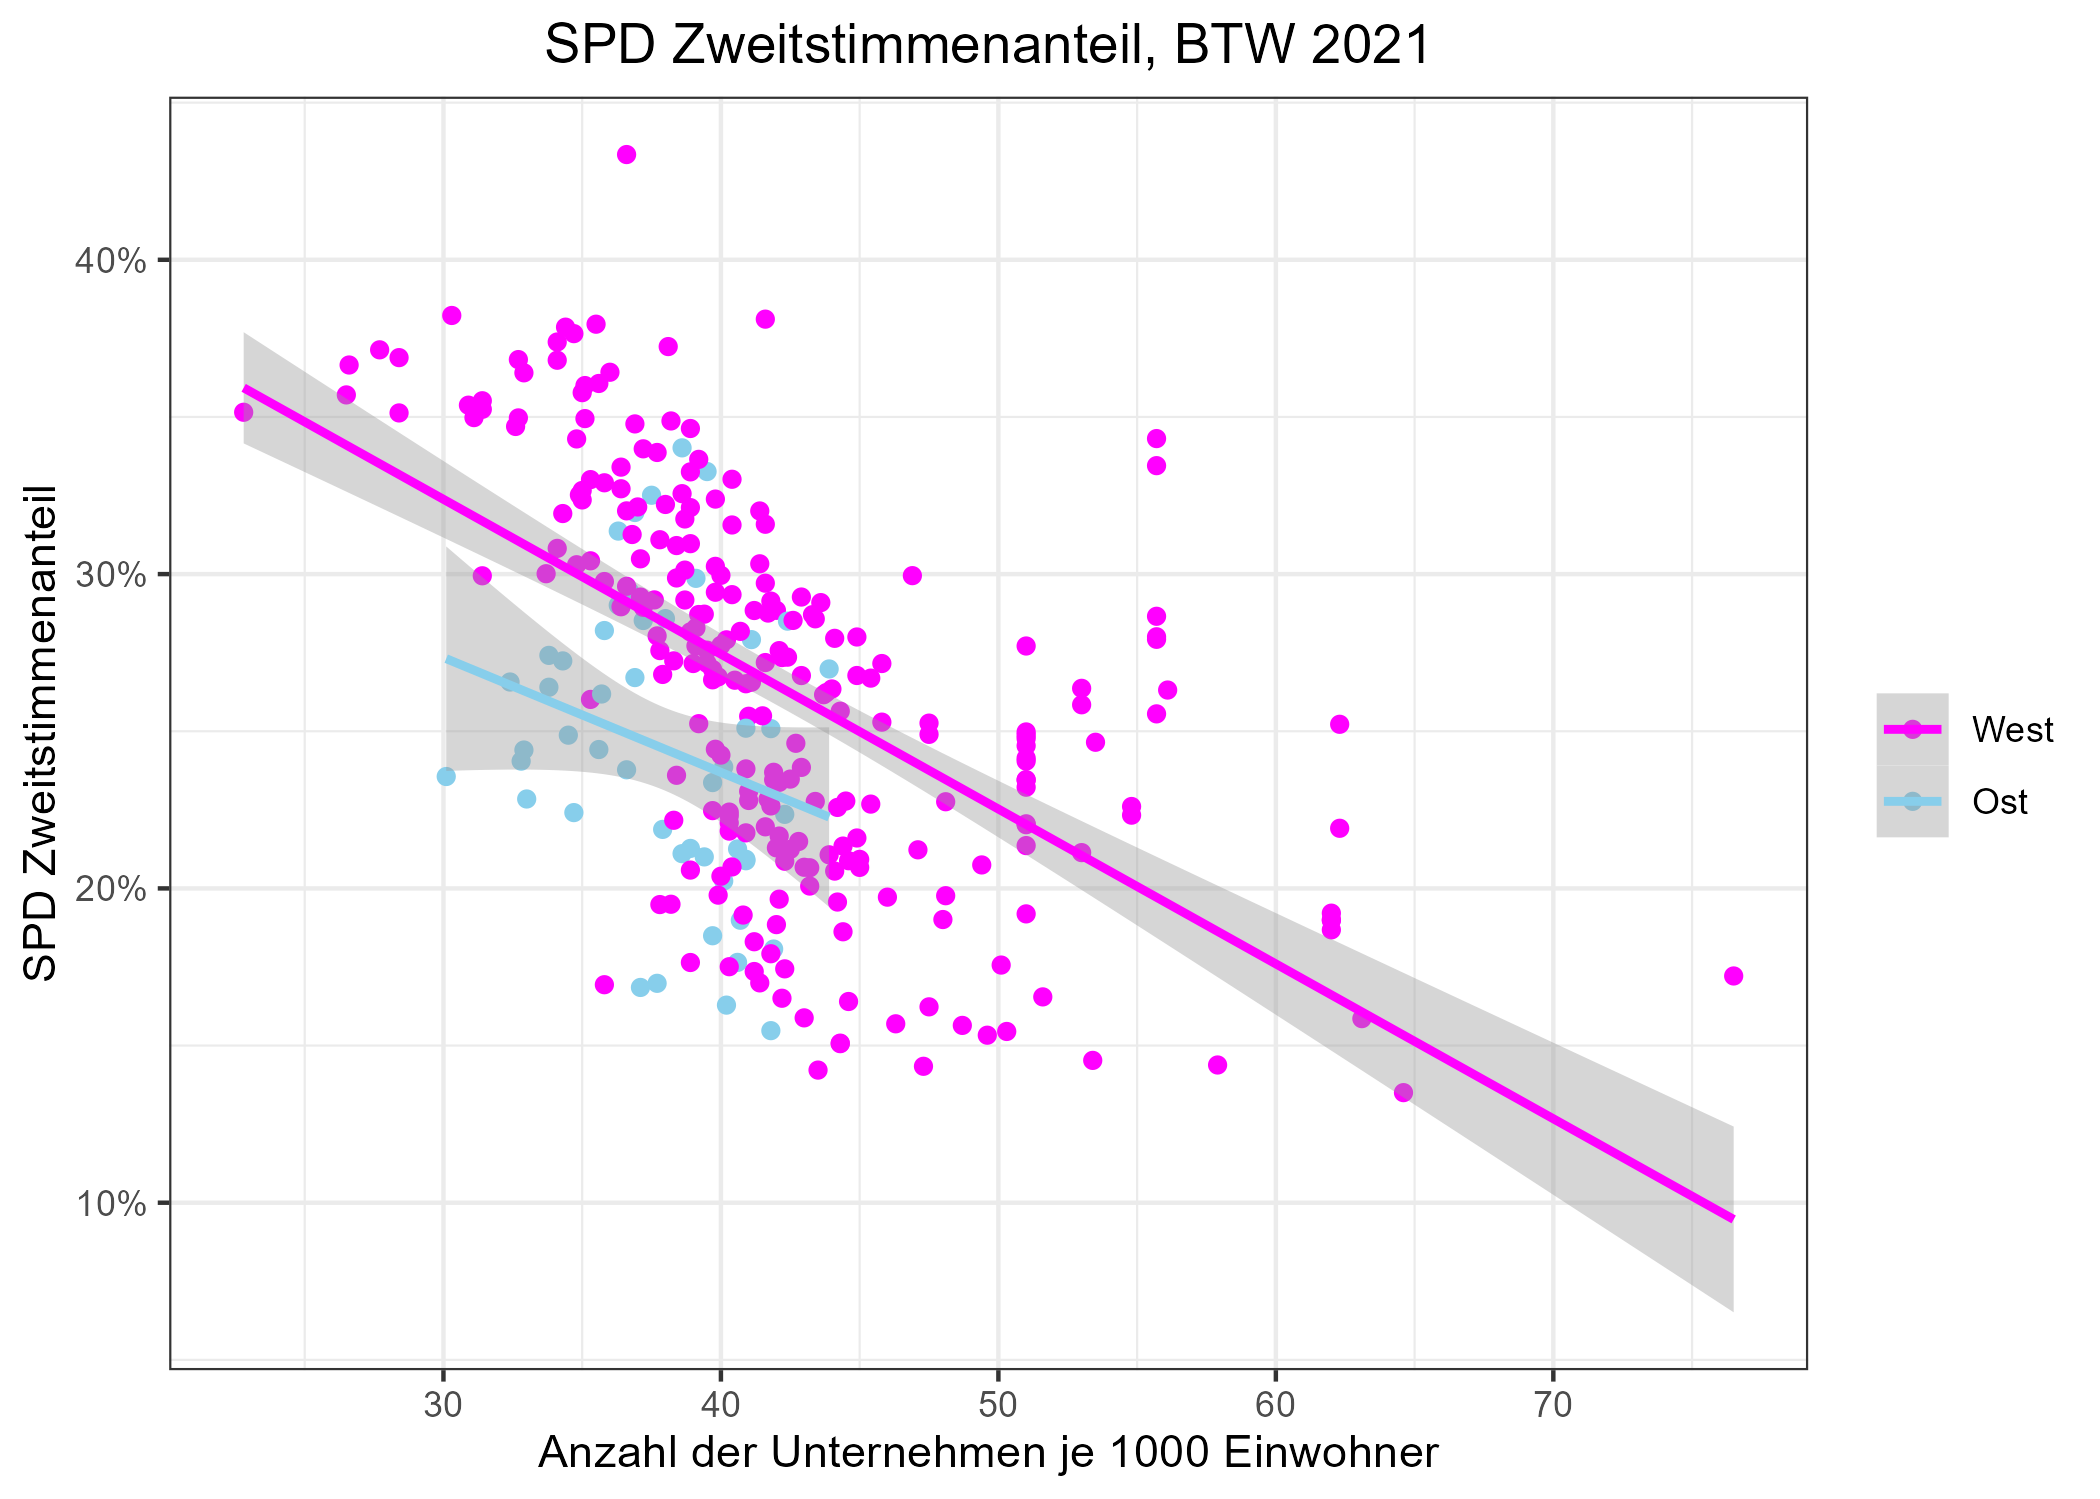 SPD Zweitstimmenanteil, BTW 2021
SPD Zweitstimmenanteil
40%
30%
20%
10%
30 40 50 60 70
Anzahl der Unternehmen je 1000 Einwohner
West
Ost